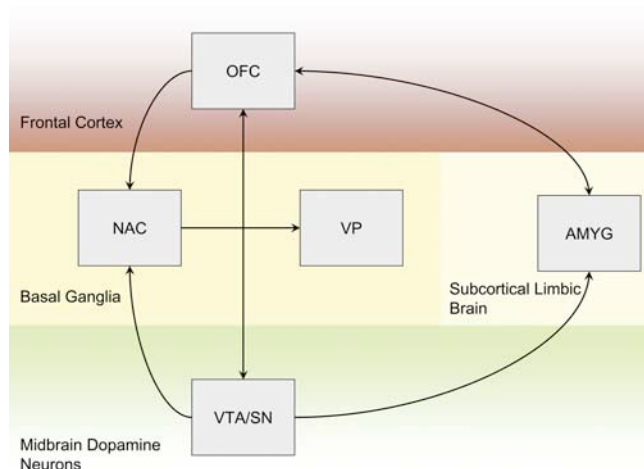 OFC
Frontal Cortex
NAC
VP
AMYG
Basal Ganglia
Subcortical Limbic
Brain
VTA/SN
Midbrain Dopamine
Neurons